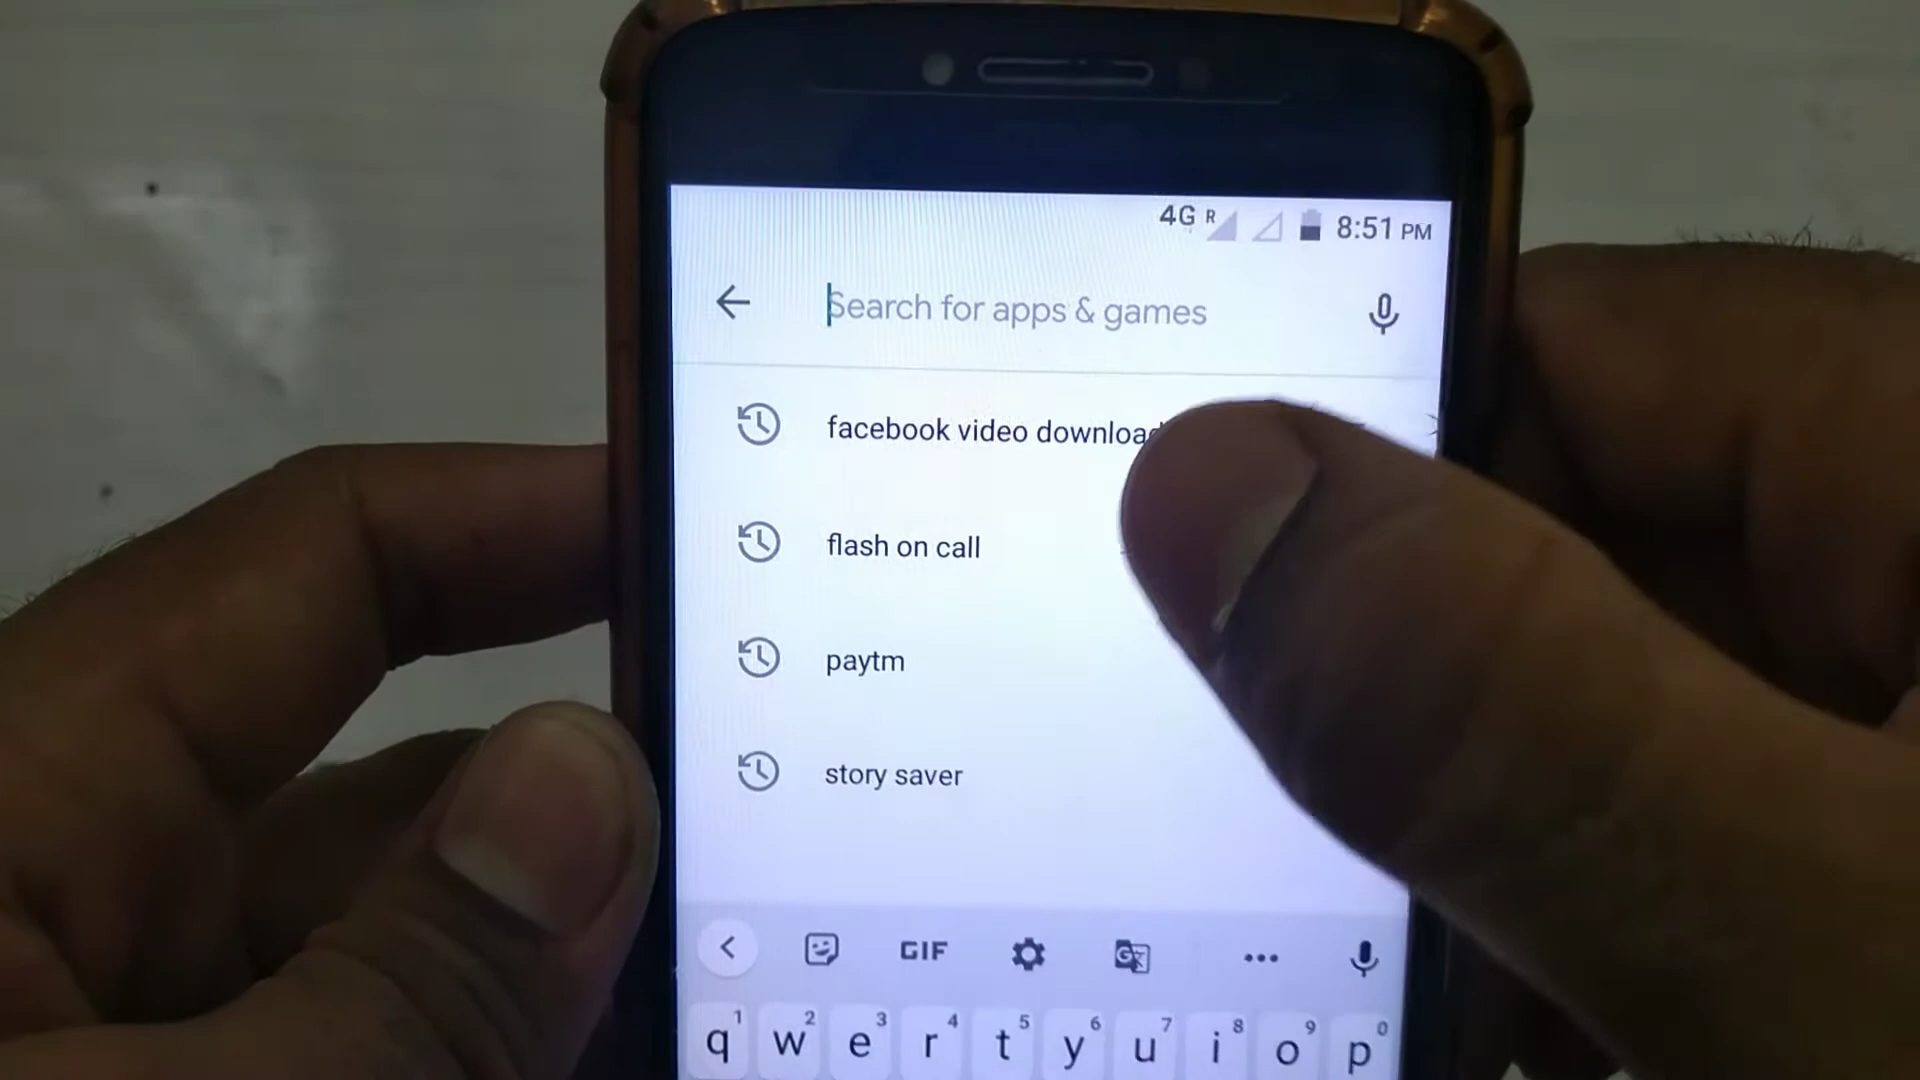 4G R 8:51 PM
Search for apps & games
facebook video download
flash on call
paytm
story saver
GIF
1 2 3 4 5 6 7 8 9 0
q w e r t y u i o p